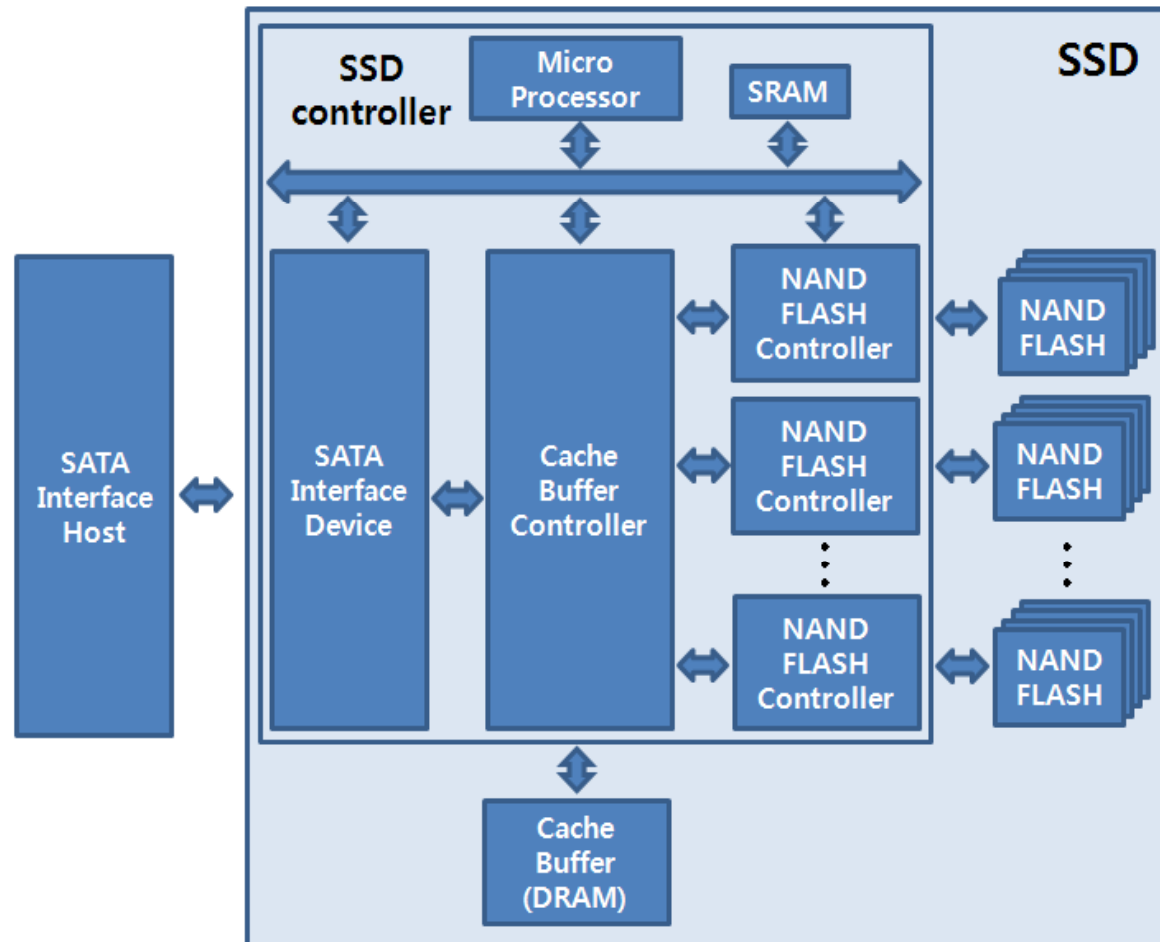 SSD
controller
Micro
Processor
SRAM
SSD
SATA
Interface
Host
SATA
Interface
Device
Cache
Buffer
Controller
NAND
FLASH
Controller
NAND
FLASH
NAND
FLASH
Controller
NAND
FLASH
NAND
FLASH
Controller
NAND
FLASH
Cache
Buffer
(DRAM)